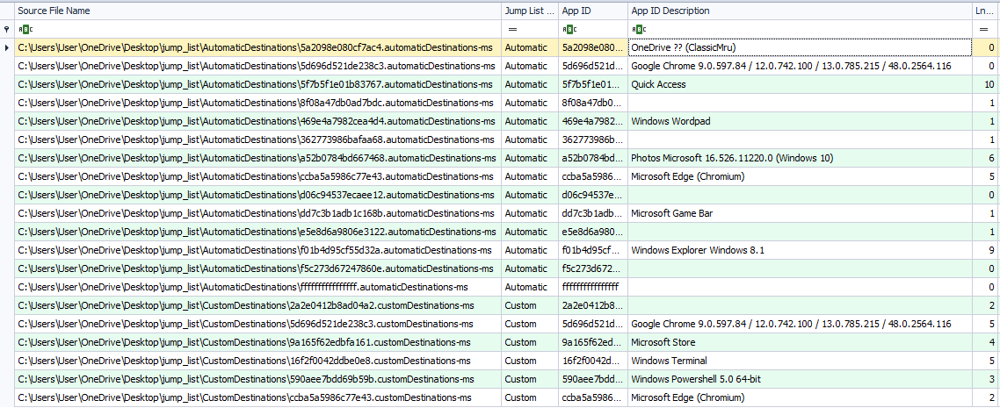 Source File Name Jump List ... App ID App ID Description Ln...
C:\Users\User\OneDrive\Desktop\jump_list\AutomaticDestinations\5a2098e080cf7ac4.automaticDestinations-ms Automatic 5a2098e080... OneDrive ?? (ClassicMru) 0
C:\Users\User\OneDrive\Desktop\jump_list\AutomaticDestinations\5d696d521de238c3.automaticDestinations-ms Automatic 5d696d521d... Google Chrome 9.0.597.84 / 12.0.742.100 / 13.0.785.215 / 48.0.2564.116 0
C:\Users\User\OneDrive\Desktop\jump_list\AutomaticDestinations\5f7b5f1e01b83767.automaticDestinations-ms Automatic 5f7b5f1e01... Quick Access 10
C:\Users\User\OneDrive\Desktop\jump_list\AutomaticDestinations\8f08a47db0ad7bdc.automaticDestinations-ms Automatic 8f08a47db0... 1
C:\Users\User\OneDrive\Desktop\jump_list\AutomaticDestinations\469e4a7982cea4d4.automaticDestinations-ms Automatic 469e4a7982... Windows Wordpad 1
C:\Users\User\OneDrive\Desktop\jump_list\AutomaticDestinations\362773986bafaa68.automaticDestinations-ms Automatic 362773986b... 1
C:\Users\User\OneDrive\Desktop\jump_list\AutomaticDestinations\a52b0784bd667468.automaticDestinations-ms Automatic a52b0784bd... Photos Microsoft 16.526.11220.0 (Windows 10) 6
C:\Users\User\OneDrive\Desktop\jump_list\AutomaticDestinations\ccba5a5986c77e43.automaticDestinations-ms Automatic ccba5a5986... Microsoft Edge (Chromium) 5
C:\Users\User\OneDrive\Desktop\jump_list\AutomaticDestinations\d06c94537ecaee12.automaticDestinations-ms Automatic d06c94537e... 0
C:\Users\User\OneDrive\Desktop\jump_list\AutomaticDestinations\dd7c3b1adb1c168b.automaticDestinations-ms Automatic dd7c3b1adb... Microsoft Game Bar 1
C:\Users\User\OneDrive\Desktop\jump_list\AutomaticDestinations\e5e8d6a9806e3122.automaticDestinations-ms Automatic e5e8d6a980... 1
C:\Users\User\OneDrive\Desktop\jump_list\AutomaticDestinations\f01b4d95cf55d32a.automaticDestinations-ms Automatic f01b4d95cf... Windows Explorer Windows 8.1 9
C:\Users\User\OneDrive\Desktop\jump_list\AutomaticDestinations\f5c273d67247860e.automaticDestinations-ms Automatic f5c273d672... 0
C:\Users\User\OneDrive\Desktop\jump_list\AutomaticDestinations\ffffffffffffffff.automaticDestinations-ms Automatic ffffffffffffffff 0
C:\Users\User\OneDrive\Desktop\jump_list\CustomDestinations\2a2e0412b8ad04a2.customDestinations-ms Custom 2a2e0412b8... 2
C:\Users\User\OneDrive\Desktop\jump_list\CustomDestinations\5d696d521de238c3.customDestinations-ms Custom 5d696d521d... Google Chrome 9.0.597.84 / 12.0.742.100 / 13.0.785.215 / 48.0.2564.116 5
C:\Users\User\OneDrive\Desktop\jump_list\CustomDestinations\9a165f62edbfa161.customDestinations-ms Custom 9a165f62ed... Microsoft Store 4
C:\Users\User\OneDrive\Desktop\jump_list\CustomDestinations\16f2f0042ddbe0e8.customDestinations-ms Custom 16f2f0042d... Windows Terminal 5
C:\Users\User\OneDrive\Desktop\jump_list\CustomDestinations\590aee7bdd69b59b.customDestinations-ms Custom 590aee7bdd... Windows Powershell 5.0 64-bit 3
C:\Users\User\OneDrive\Desktop\jump_list\CustomDestinations\ccba5a5986c77e43.customDestinations-ms Custom ccba5a5986... Microsoft Edge (Chromium) 2